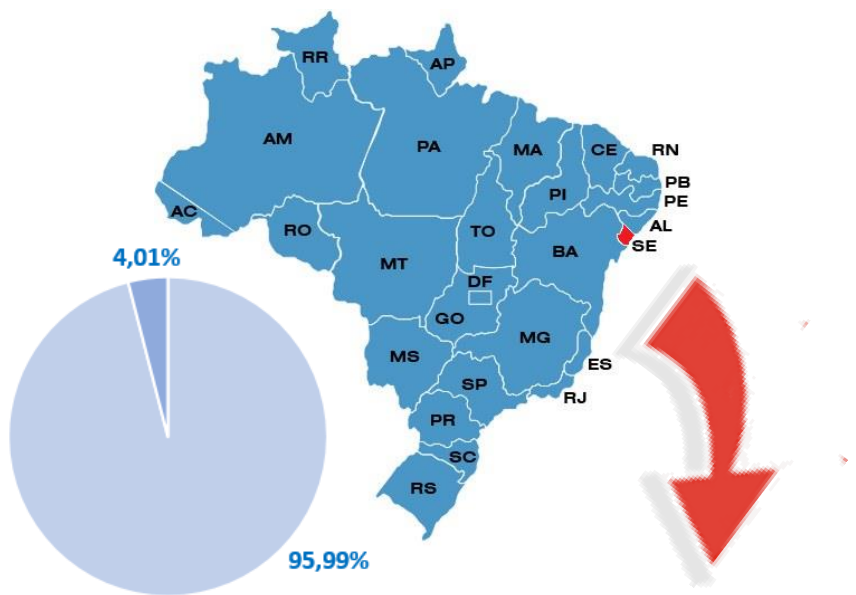 RR
AP
AM
PA
MA
CE
RN
PB
PE
PI
AL
SE
AC
RO
TO
BA
MT
DF
GO
MG
MS
ES
SP
RJ
PR
SC
RS
4,01%
95,99%